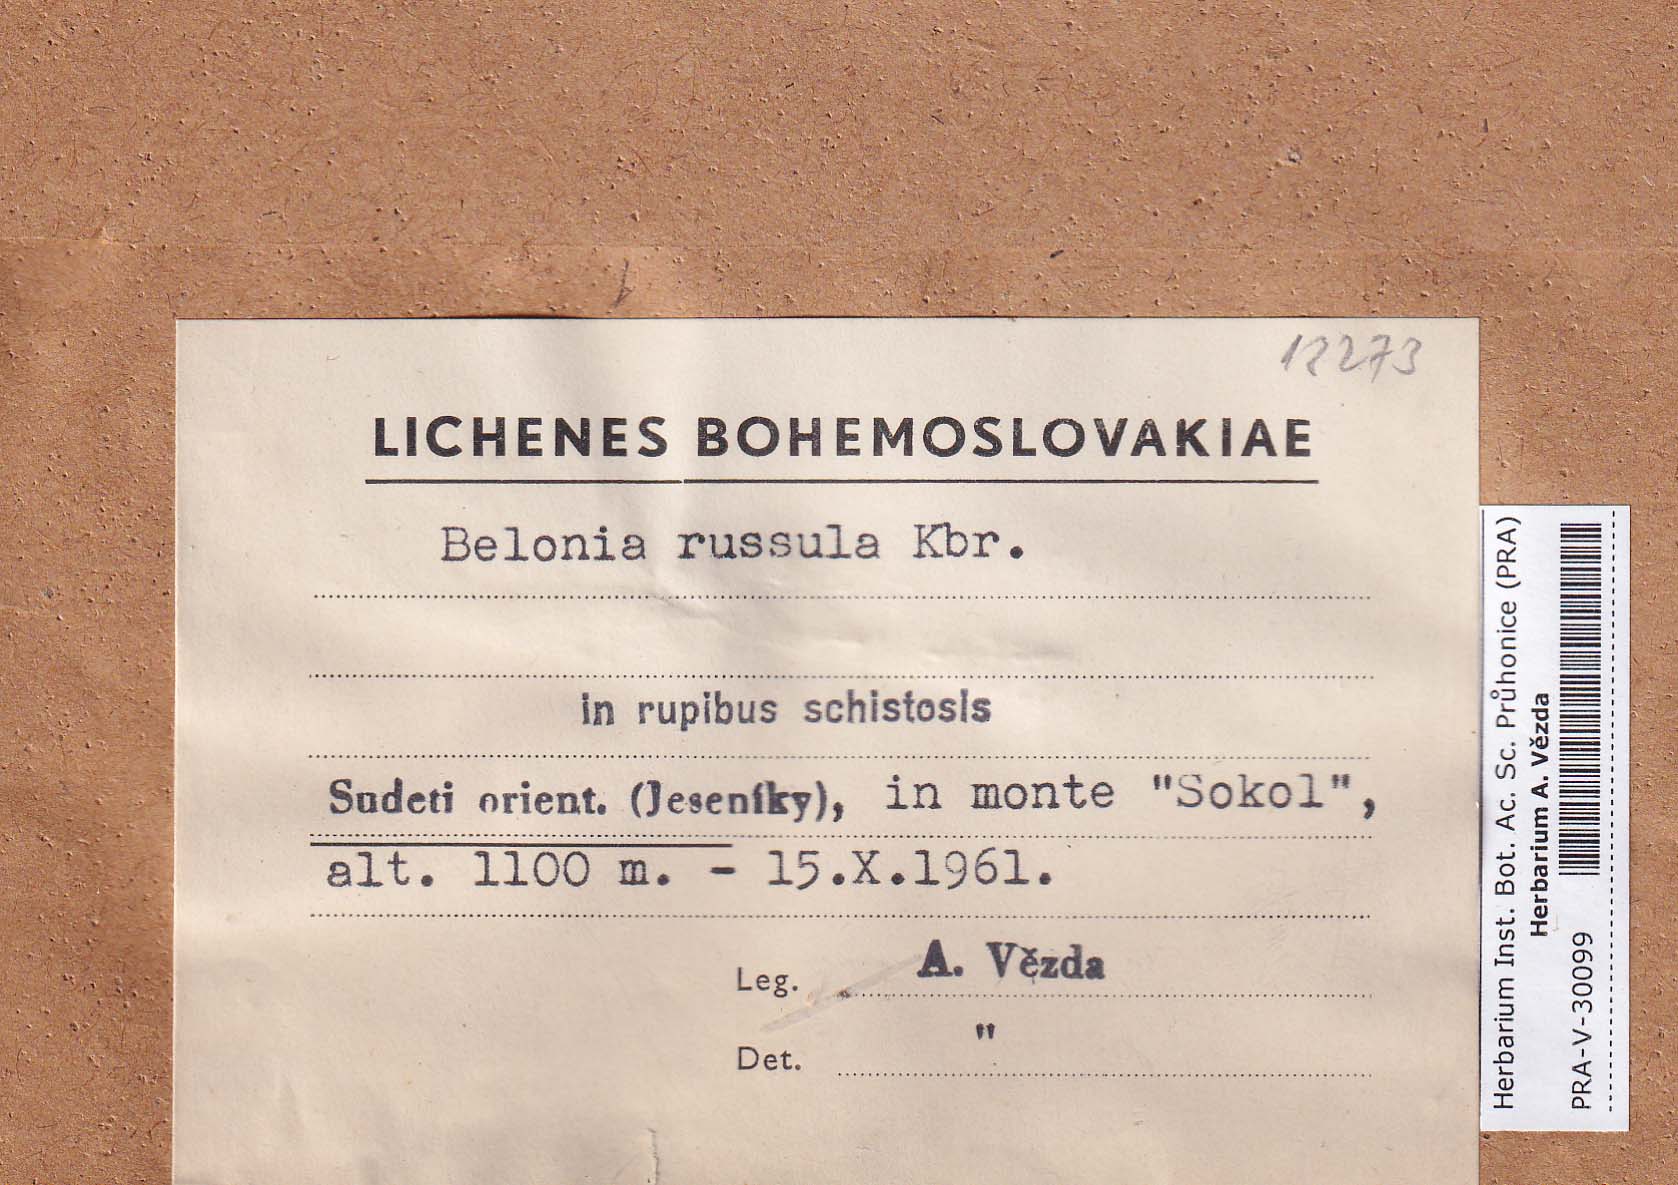 12273
LICHENES BOHEMOSLOVAKIAE
Belonia russula Kbr.
in rupibus schistosis
Sudeti orient. (Jeseníky), in monte "Sokol",
alt. 1100 m. - 15.X.1961.
Leg. A. Vězda
Det. "
Herbarium Inst. Bot. Ac. Sc. Průhonice (PRA)
Herbarium A. Vězda
PRA-V-30099